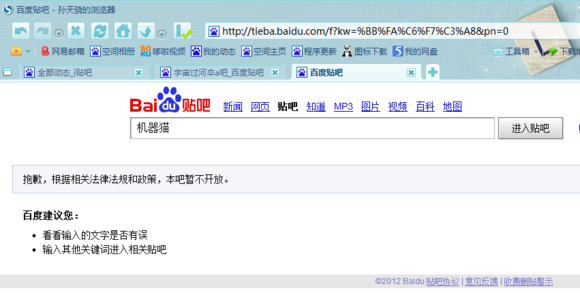 百度贴吧 - 孙天骁的浏览器
http://tieba.baidu.com/f?kw=%BB%FA%C6%F7%C3%A8&pn=0
网易邮箱 空间相册 哆啦视频 我的动态 空间主页 程序更新 图标下载 我的网盘 工具箱 下载
全部动态_i贴吧 宇宙过河卒a吧_百度贴吧 百度贴吧
Bai du 贴吧 新闻 网页 贴吧 知道 MP3 图片 视频 百科 地图
机器猫 进入贴吧
抱歉，根据相关法律法规和政策，本吧暂不开放。
百度建议您：
看看输入的文字是否有误
输入其他关键词进入相关贴吧
©2012 Baidu 贴吧协议 | 意见反馈 | 收费删贴警示